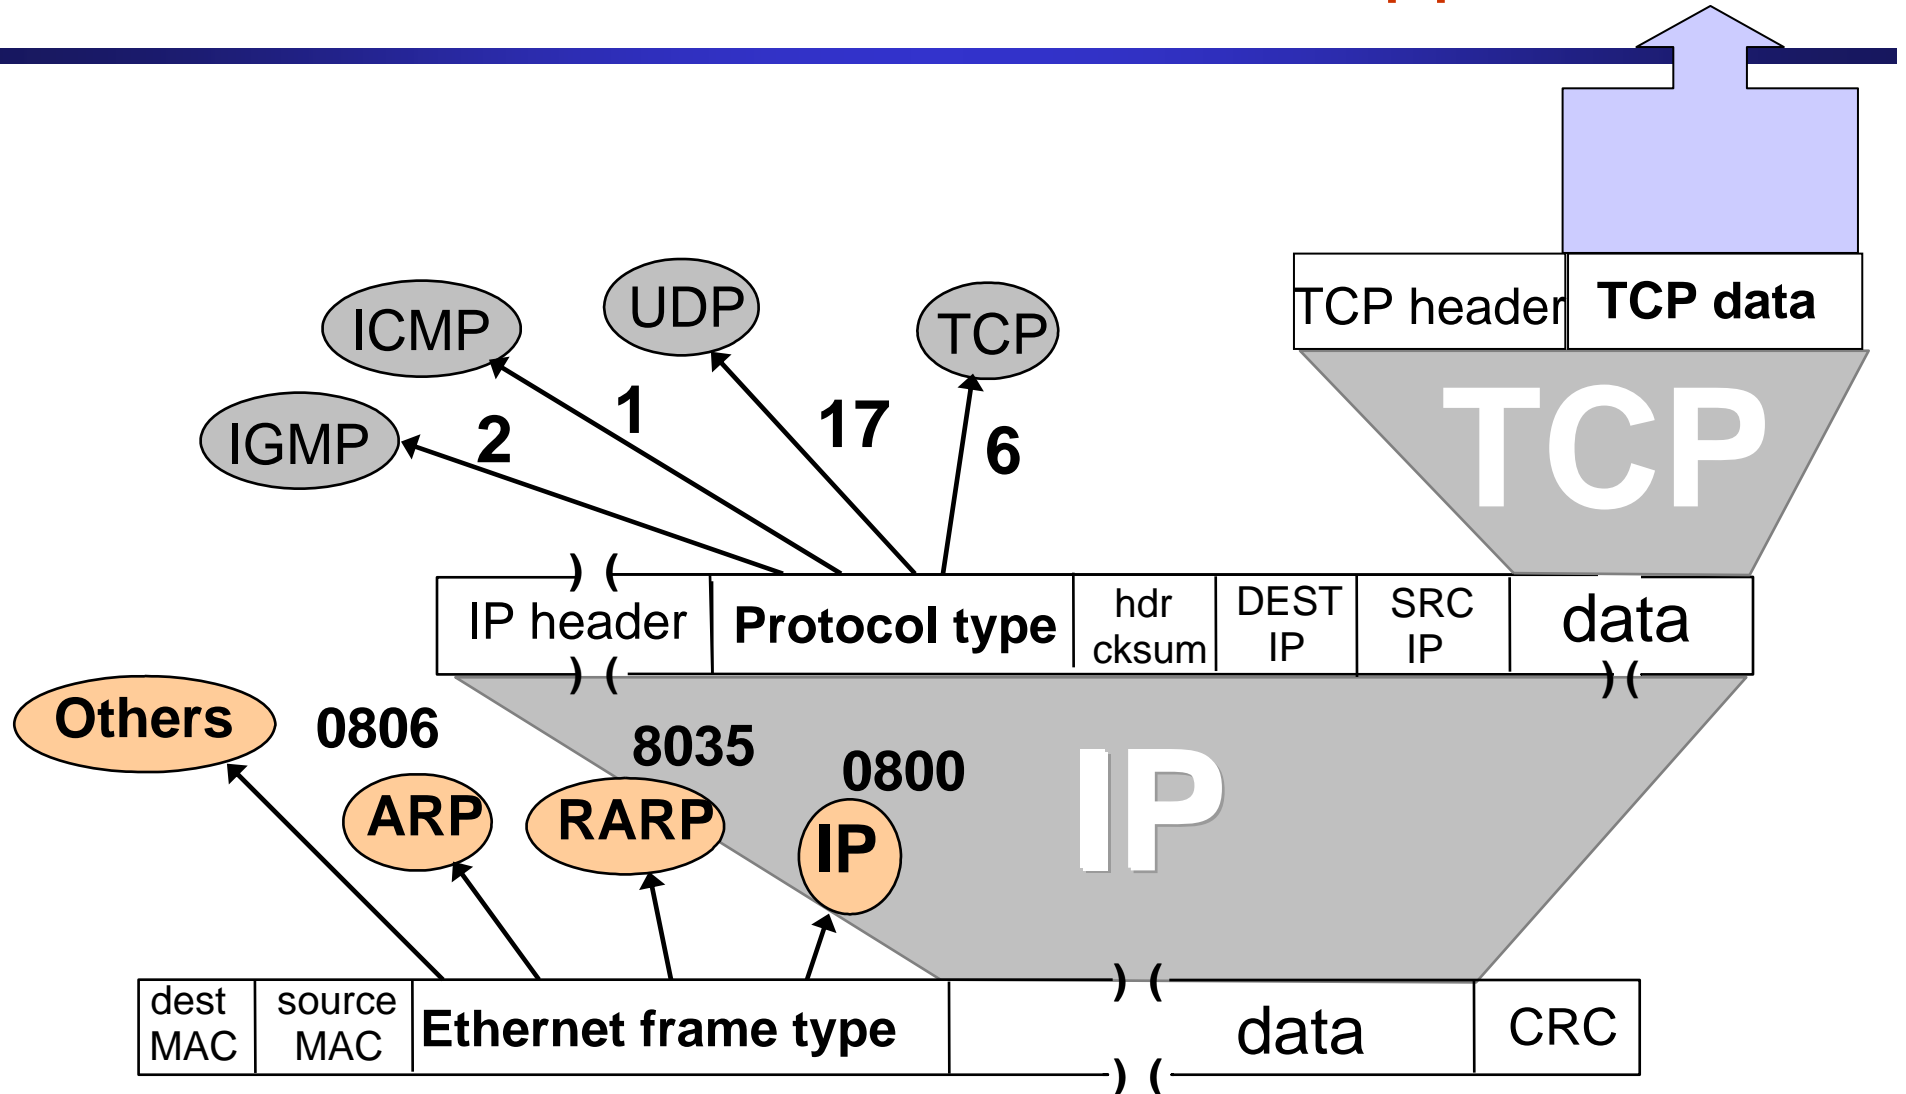 UDP
ICMP
TCP
TCP header
TCP data
IGMP
2
1
17
6
TCP
) (
IP header
Protocol type
hdr
cksum
DEST
IP
SRC
IP
data
) (
) (
Others
0806
8035
0800
ARP
RARP
IP
IP
) (
dest
MAC
source
MAC
Ethernet frame type
data
CRC
) (